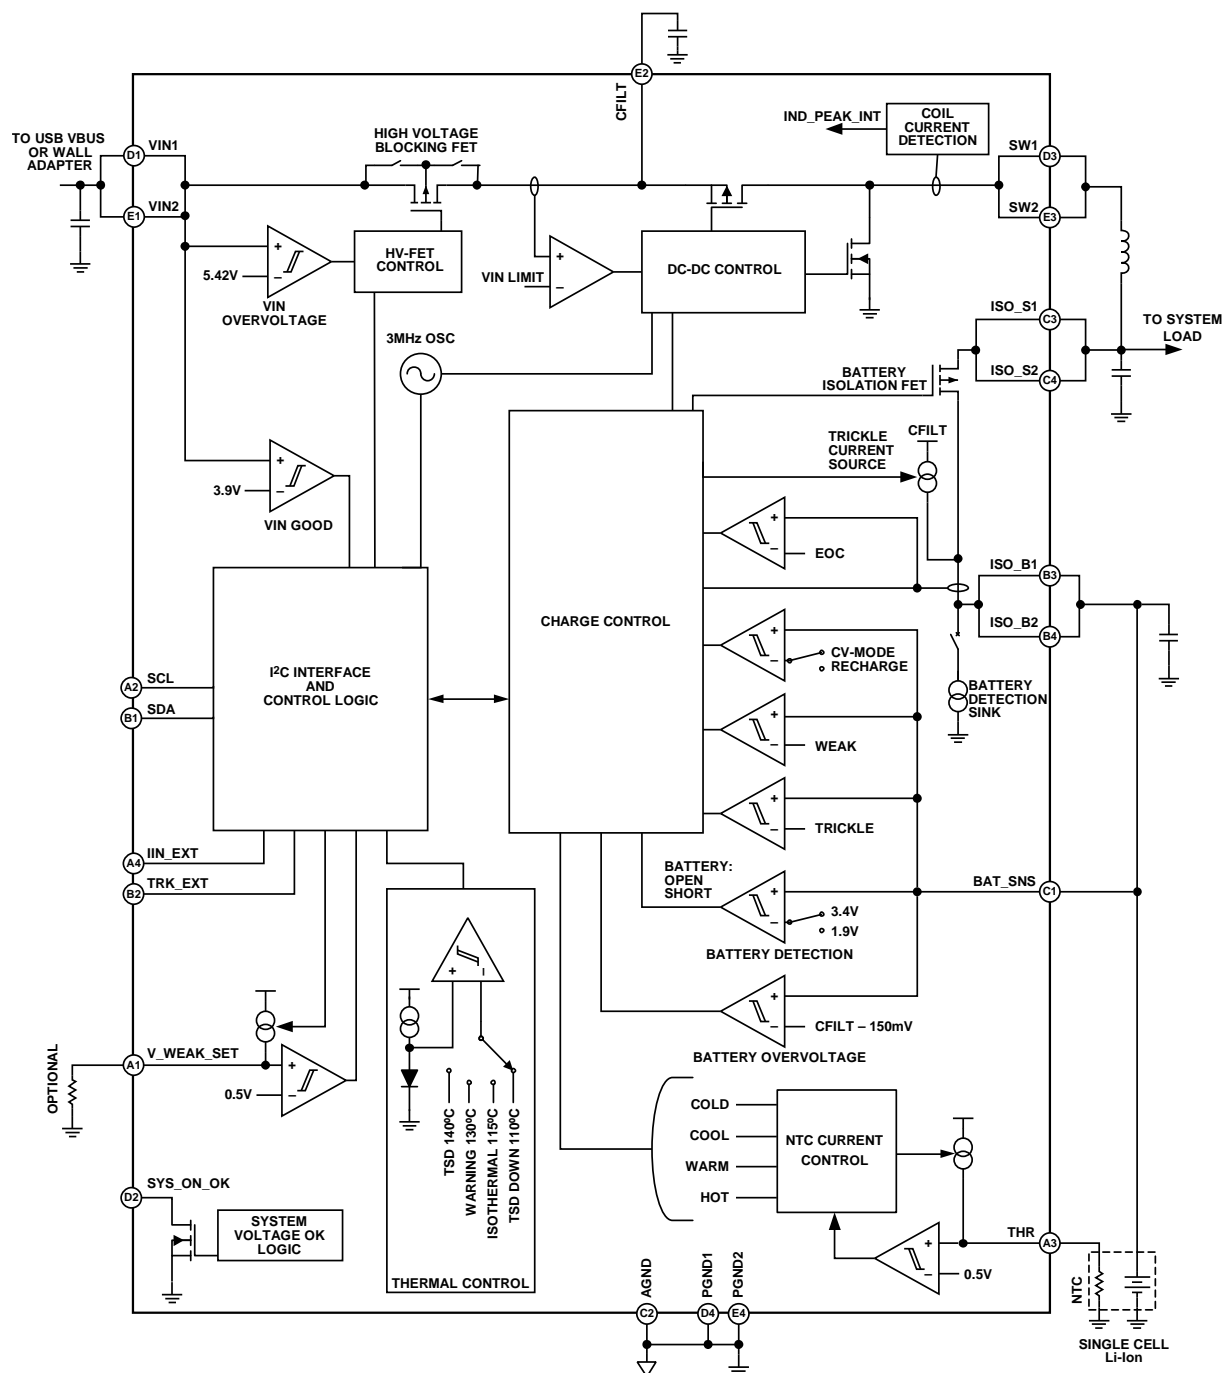 E2
CFILT
IND_PEAK_INT
COIL
CURRENT
DETECTION
TO USB VBUS
OR WALL
ADAPTER
D1
VIN1
HIGH VOLTAGE
BLOCKING FET
SW1
D3
E1
VIN2
SW2
E3
+
–
5.42V
VIN
OVERVOLTAGE
HV-FET
CONTROL
+
–
VIN LIMIT
DC-DC CONTROL
3MHz OSC
ISO_S1
C3
TO SYSTEM
LOAD
BATTERY
ISOLATION FET
ISO_S2
C4
+
–
3.9V
VIN GOOD
TRICKLE
CURRENT
SOURCE
CFILT
+
–
EOC
ISO_B1
B3
ISO_B2
B4
CHARGE CONTROL
+
–
CV-MODE
RECHARGE
I2C INTERFACE
AND
CONTROL LOGIC
A2
SCL
B1
SDA
BATTERY
DETECTION
SINK
+
–
WEAK
+
–
TRICKLE
A4
IIN_EXT
B2
TRK_EXT
BATTERY:
OPEN
SHORT
+
–
3.4V
1.9V
BATTERY DETECTION
BAT_SNS
C1
+
–
CFILT – 150mV
BATTERY OVERVOLTAGE
+
–
OPTIONAL
A1
V_WEAK_SET
+
–
0.5V
TSD 140ºC
WARNING 130ºC
ISOTHERMAL 115ºC
TSD DOWN 110ºC
THERMAL CONTROL
COLD
COOL
WARM
HOT
NTC CURRENT
CONTROL
D2
SYS_ON_OK
SYSTEM
VOLTAGE OK
LOGIC
+
–
0.5V
THR
A3
NTC
AGND
PGND1
PGND2
C2
D4
E4
SINGLE CELL
Li-Ion